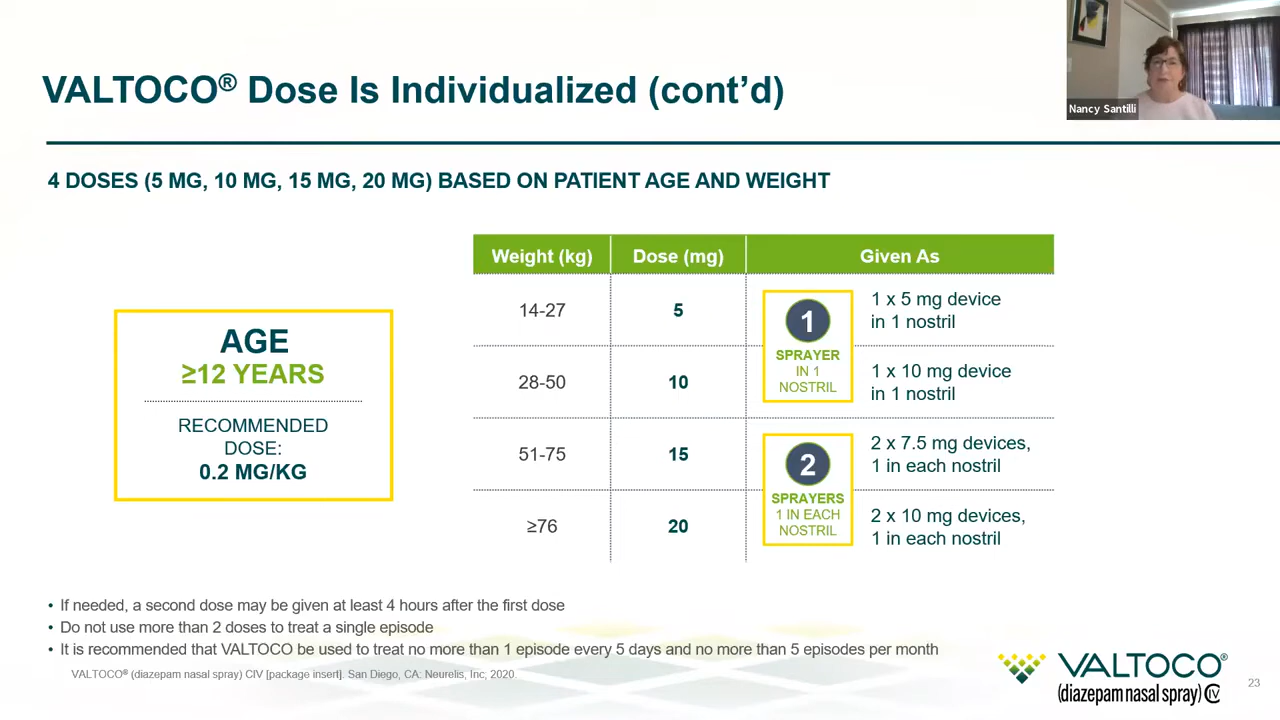 VALTOCO® Dose Is Individualized (cont’d)
Nancy Santilli
4 DOSES (5 MG, 10 MG, 15 MG, 20 MG) BASED ON PATIENT AGE AND WEIGHT
AGE
≥12 YEARS
RECOMMENDED
DOSE:
0.2 MG/KG
Weight (kg) Dose (mg) Given As
14-27 5 1 x 5 mg device
in 1 nostril
28-50 10 1 x 10 mg device
in 1 nostril
1
SPRAYER
IN 1
NOSTRIL
51-75 15 2 x 7.5 mg devices,
1 in each nostril
≥76 20 2 x 10 mg devices,
1 in each nostril
2
SPRAYERS
1 IN EACH
NOSTRIL
• If needed, a second dose may be given at least 4 hours after the first dose
• Do not use more than 2 doses to treat a single episode
• It is recommended that VALTOCO be used to treat no more than 1 episode every 5 days and no more than 5 episodes per month
VALTOCO® (diazepam nasal spray) CIV [package insert]. San Diego, CA: Neurelis, Inc; 2020.
VALTOCO®
(diazepam nasal spray) CIV
23